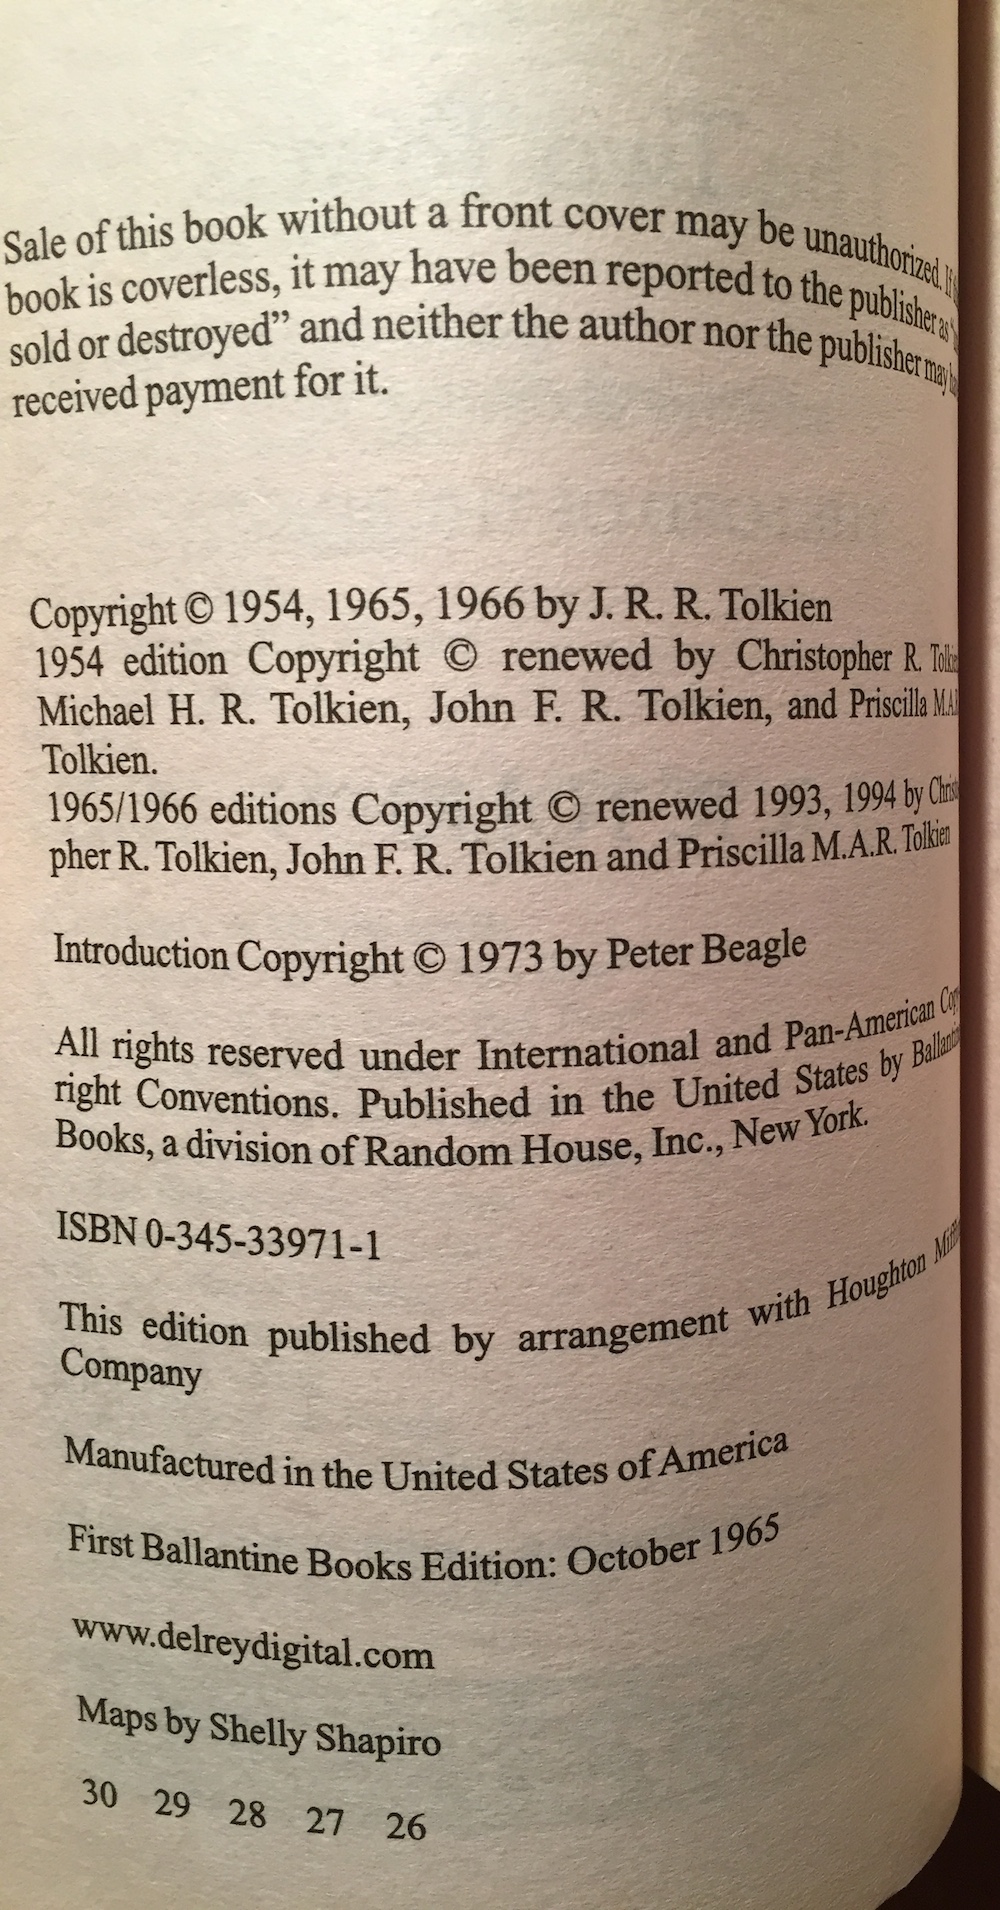 Sale of this book without a front cover may be unauthorized. If
book is coverless, it may have been reported to the publisher as
sold or destroyed” and neither the author nor the publisher may
received payment for it.
Copyright © 1954, 1965, 1966 by J. R. R. Tolkien
1954 edition Copyright © renewed by Christopher R. Tolkien
Michael H. R. Tolkien, John F. R. Tolkien, and Priscilla M.A.
Tolkien.
1965/1966 editions Copyright © renewed 1993, 1994 by Christ
pher R. Tolkien, John F. R. Tolkien and Priscilla M.A.R. Tolkien
Introduction Copyright © 1973 by Peter Beagle
All rights reserved under International and Pan-American Copy
right Conventions. Published in the United States by Ballantine
Books, a division of Random House, Inc., New York.
ISBN 0-345-33971-1
This edition published by arrangement with Houghton Miffl
Company
Manufactured in the United States of America
First Ballantine Books Edition: October 1965
www.delreydigital.com
Maps by Shelly Shapiro
30 29 28 27 26